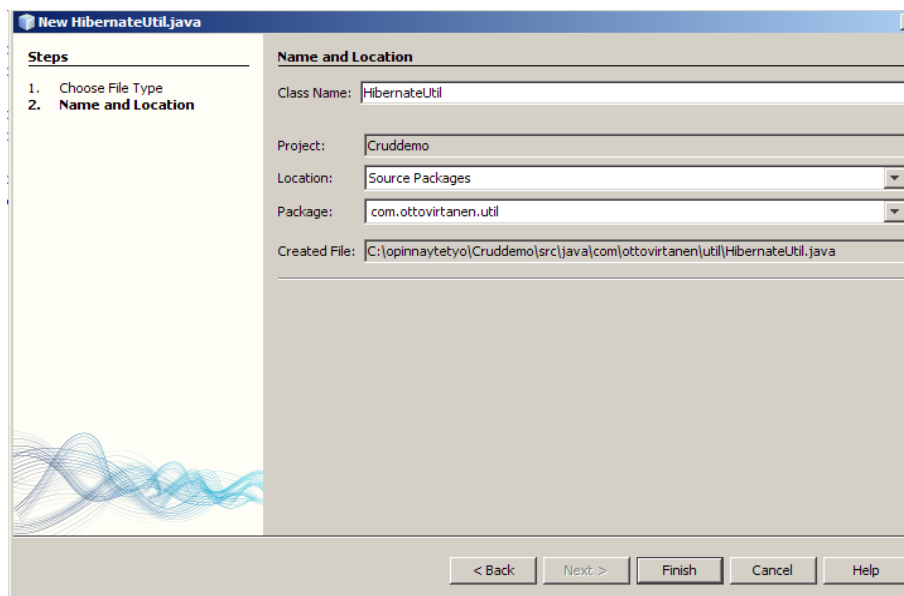 New HibernateUtil.java
Steps
1. Choose File Type
2. Name and Location
Name and Location
Class Name: HibernateUtil
Project: Cruddemo
Location: Source Packages
Package: com.ottovirtanen.util
Created File: C:\opinnaytetyo\Cruddemo\src\java\com\ottovirtanen\util\HibernateUtil.java
< Back Next > Finish Cancel Help